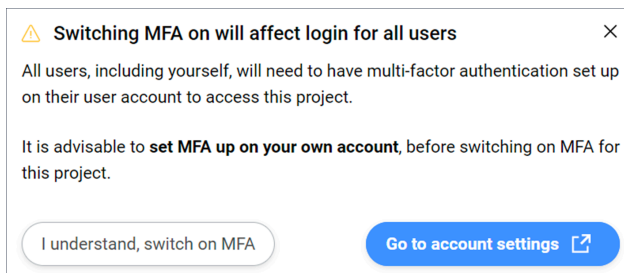 Switching MFA on will affect login for all users
All users, including yourself, will need to have multi-factor authentication set up
on their user account to access this project.
It is advisable to set MFA up on your own account, before switching on MFA for
this project.
I understand, switch on MFA
Go to account settings